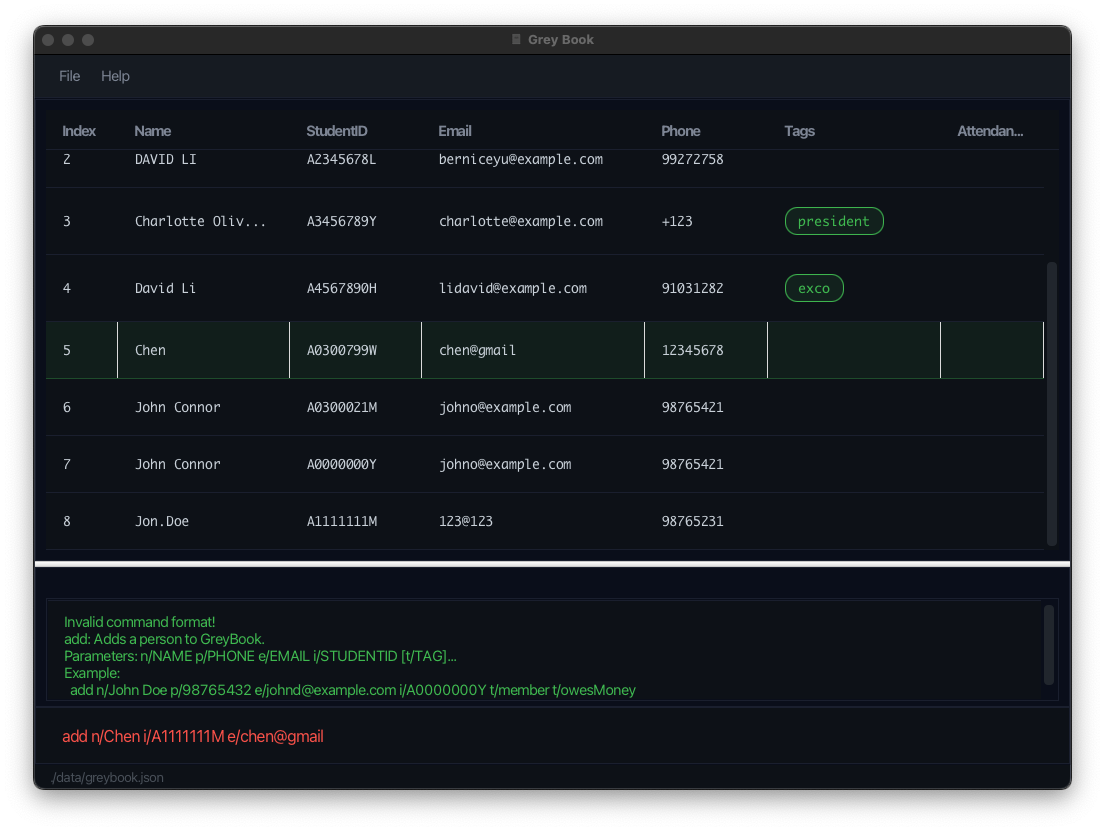 Grey Book
File Help
Index Name StudentID Email Phone Tags Attendan...
2 DAVID LI A2345678L berniceyu@example.com 99272758
3 Charlotte Oliv... A3456789Y charlotte@example.com +123 president
4 David Li A4567890H lidavid@example.com 91031282 exco
5 Chen A0300799W chen@gmail 12345678
6 John Connor A0300021M johno@example.com 98765421
7 John Connor A0000000Y johno@example.com 98765421
8 Jon.Doe A1111111M 123@123 98765231
Invalid command format!
add: Adds a person to GreyBook.
Parameters: n/NAME p/PHONE e/EMAIL i/STUDENTID [t/TAG]...
Example:
add n/John Doe p/98765432 e/johnd@example.com i/A0000000Y t/member t/owesMoney
add n/Chen i/A1111111M e/chen@gmail
./data/greybook.json